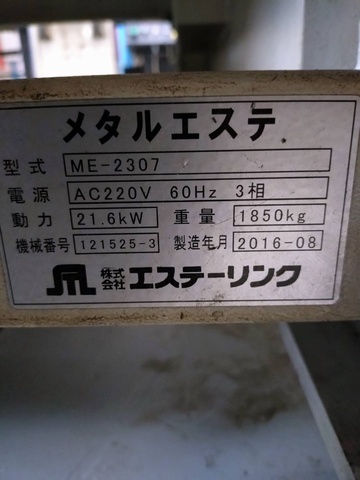 メタルエステ
型式 ME-2307
電源 AC220V 60Hz 3相
動力 21.6kW 重量 1850kg
機械番号 121525-3 製造年月 2016-08
株式会社 エステーリンク